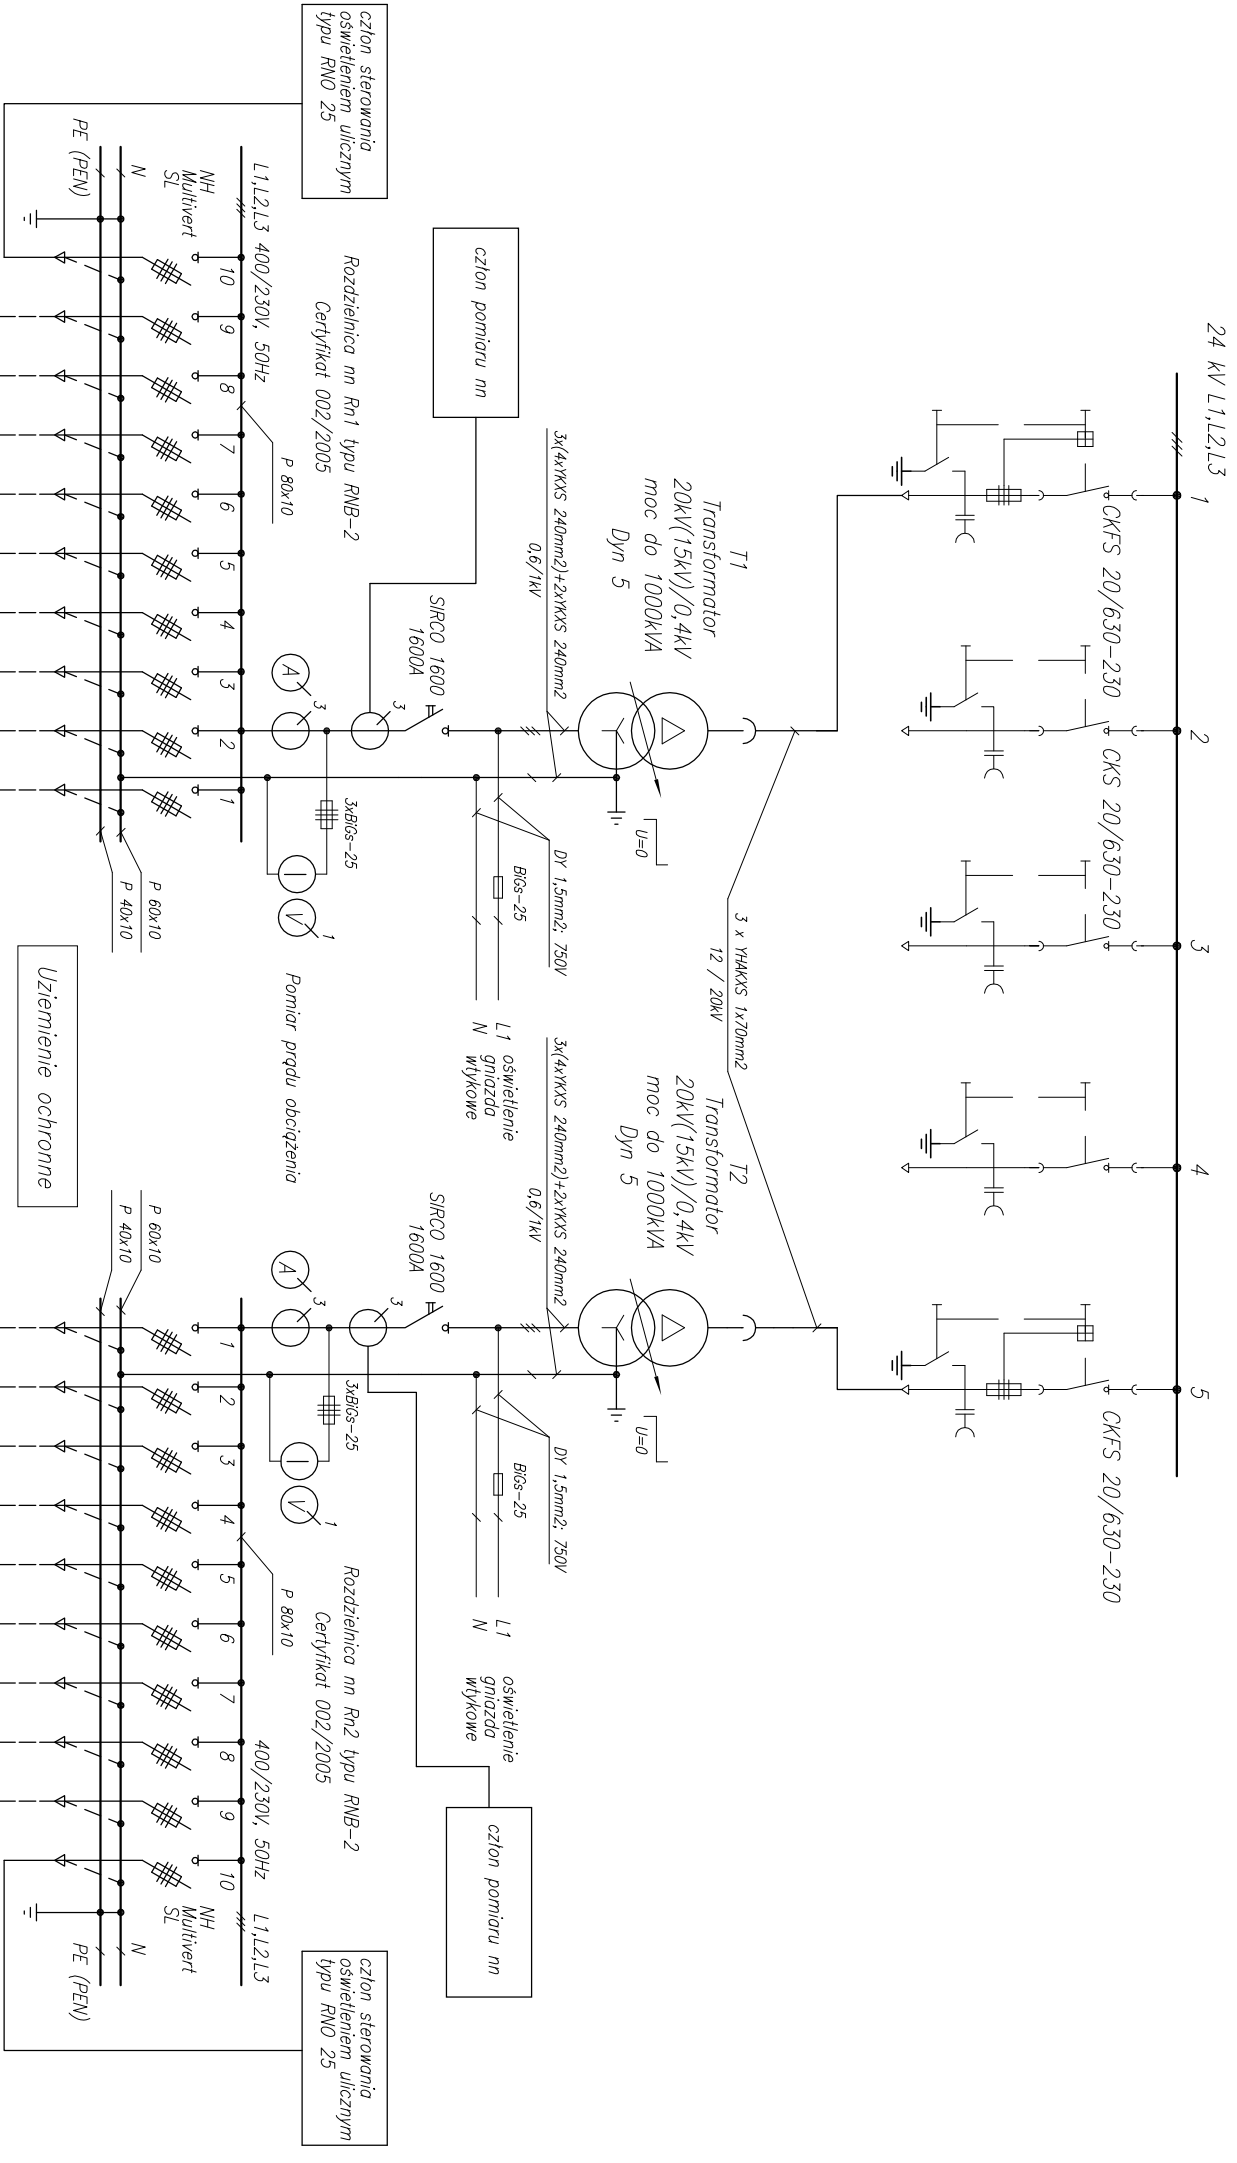 24 kV L1,L2,L3
1
2
3
4
5
CKFS 20/630-230
CKS 20/630-230
CKFS 20/630-230
3 x YHAKXS 1x70mm2
12 / 20kV
T1
Transformator
20kV(15kV)/0,4kV
moc do 1000kVA
Dyn 5
U=0
T2
Transformator
20kV(15kV)/0,4kV
moc do 1000kVA
Dyn 5
U=0
3x(4xYKXS 240mm2)+2xYKXS 240mm2
0,6/1kV
DY 1,5mm2; 750V
BiGs-25
3x(4xYKXS 240mm2)+2xYKXS 240mm2
0,6/1kV
DY 1,5mm2; 750V
BiGs-25
człon pomiaru nn
SIRCO 1600
1600A
L1 oświetlenie
N gniazda
wtykowe
SIRCO 1600
1600A
L1
N
oświetlenie
gniazda
wtykowe
człon pomiaru nn
człon sterowania
oświetleniem ulicznym
typu RNO 25
Rozdzielnica nn Rn1 typu RNB-2
Certyfikat 002/2005
3
3
A
3xBiGs-25
V
1
Pomiar prądu obciążenia
3
3
A
3xBiGs-25
V
1
Rozdzielnica nn Rn2 typu RNB-2
Certyfikat 002/2005
człon sterowania
oświetleniem ulicznym
typu RNO 25
L1,L2,L3 400/230V, 50Hz
P 80x10
P 80x10
400/230V, 50Hz
L1,L2,L3
10
9
8
7
6
5
4
3
2
1
1
2
3
4
5
6
7
8
9
10
NH
Multivert
SL
NH
Multivert
SL
N
PE (PEN)
P 60x10
P 40x10
P 60x10
P 40x10
N
PE (PEN)
Uziemienie ochronne